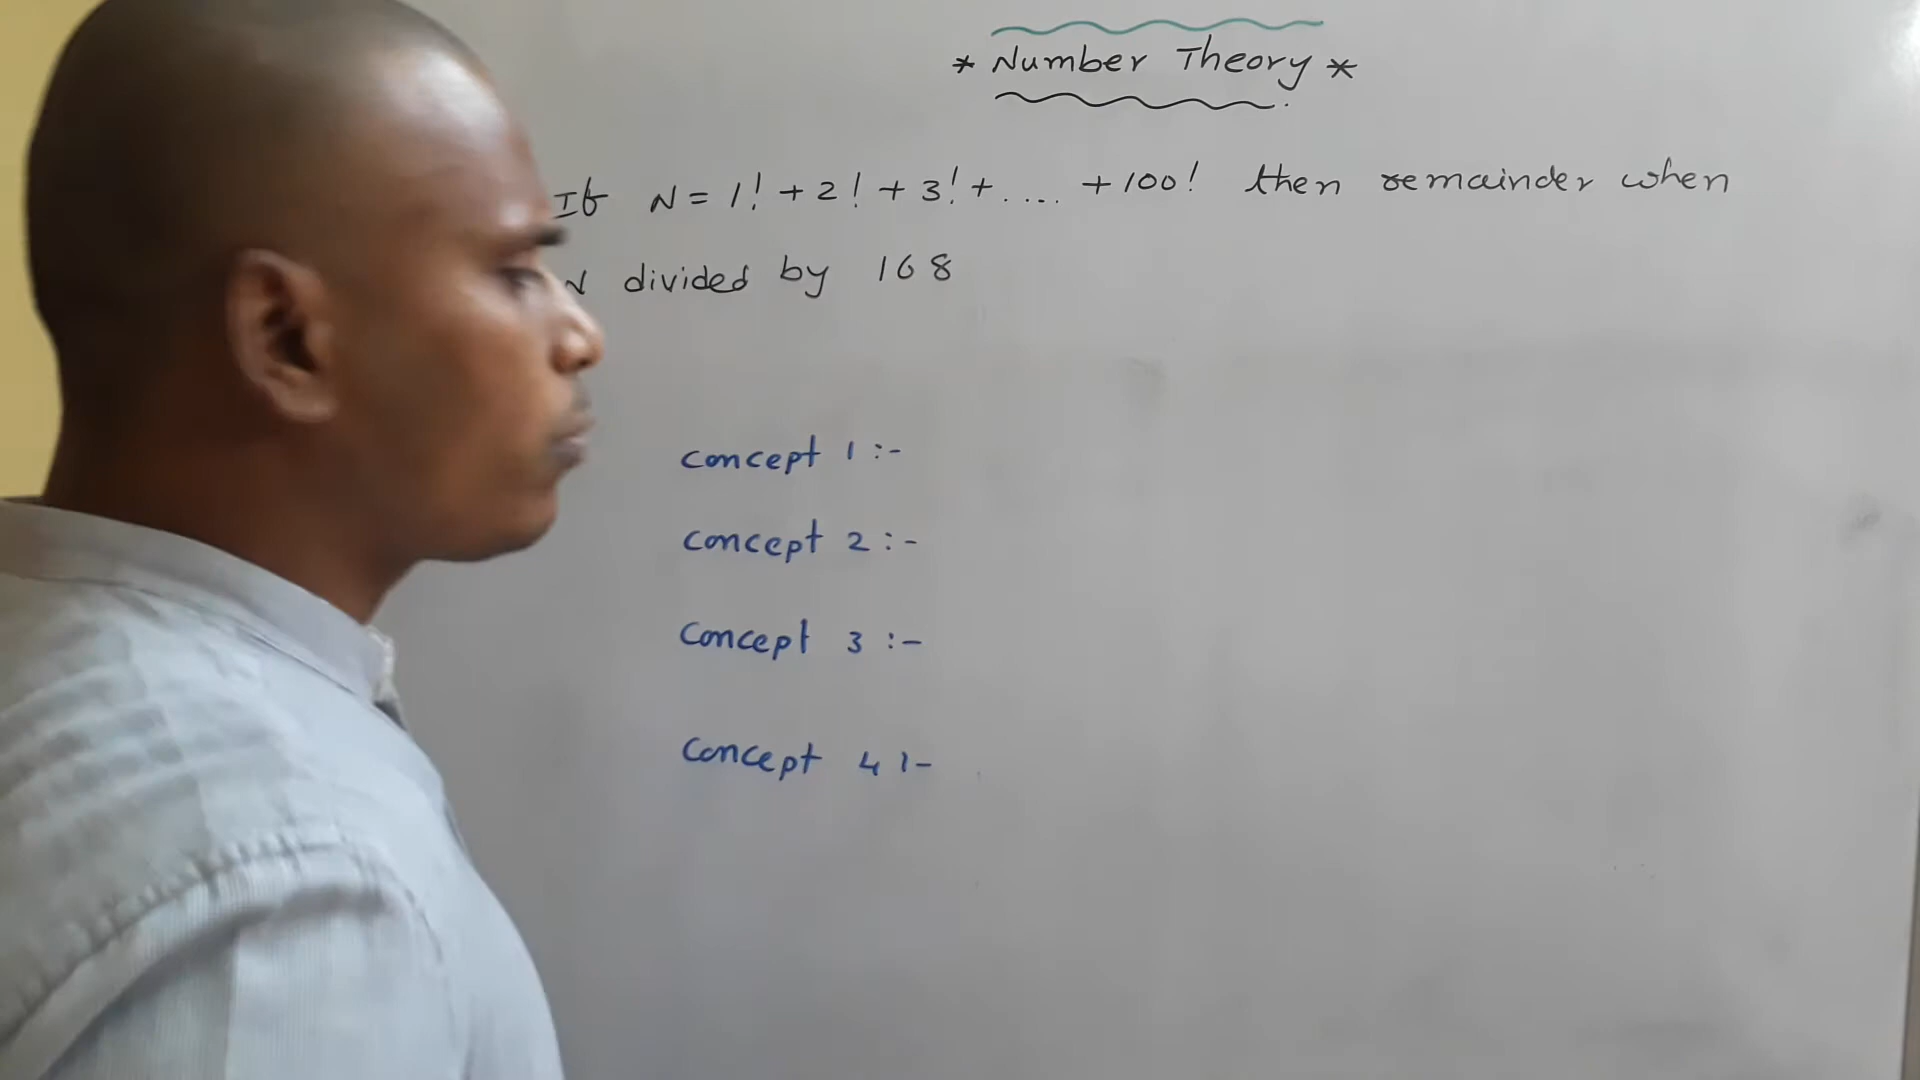 * Number Theory *
If N = 1! + 2! + 3! + .... + 100! then remainder when
N divided by 168
concept 1 :-
concept 2 :-
concept 3 :-
concept 4 :-